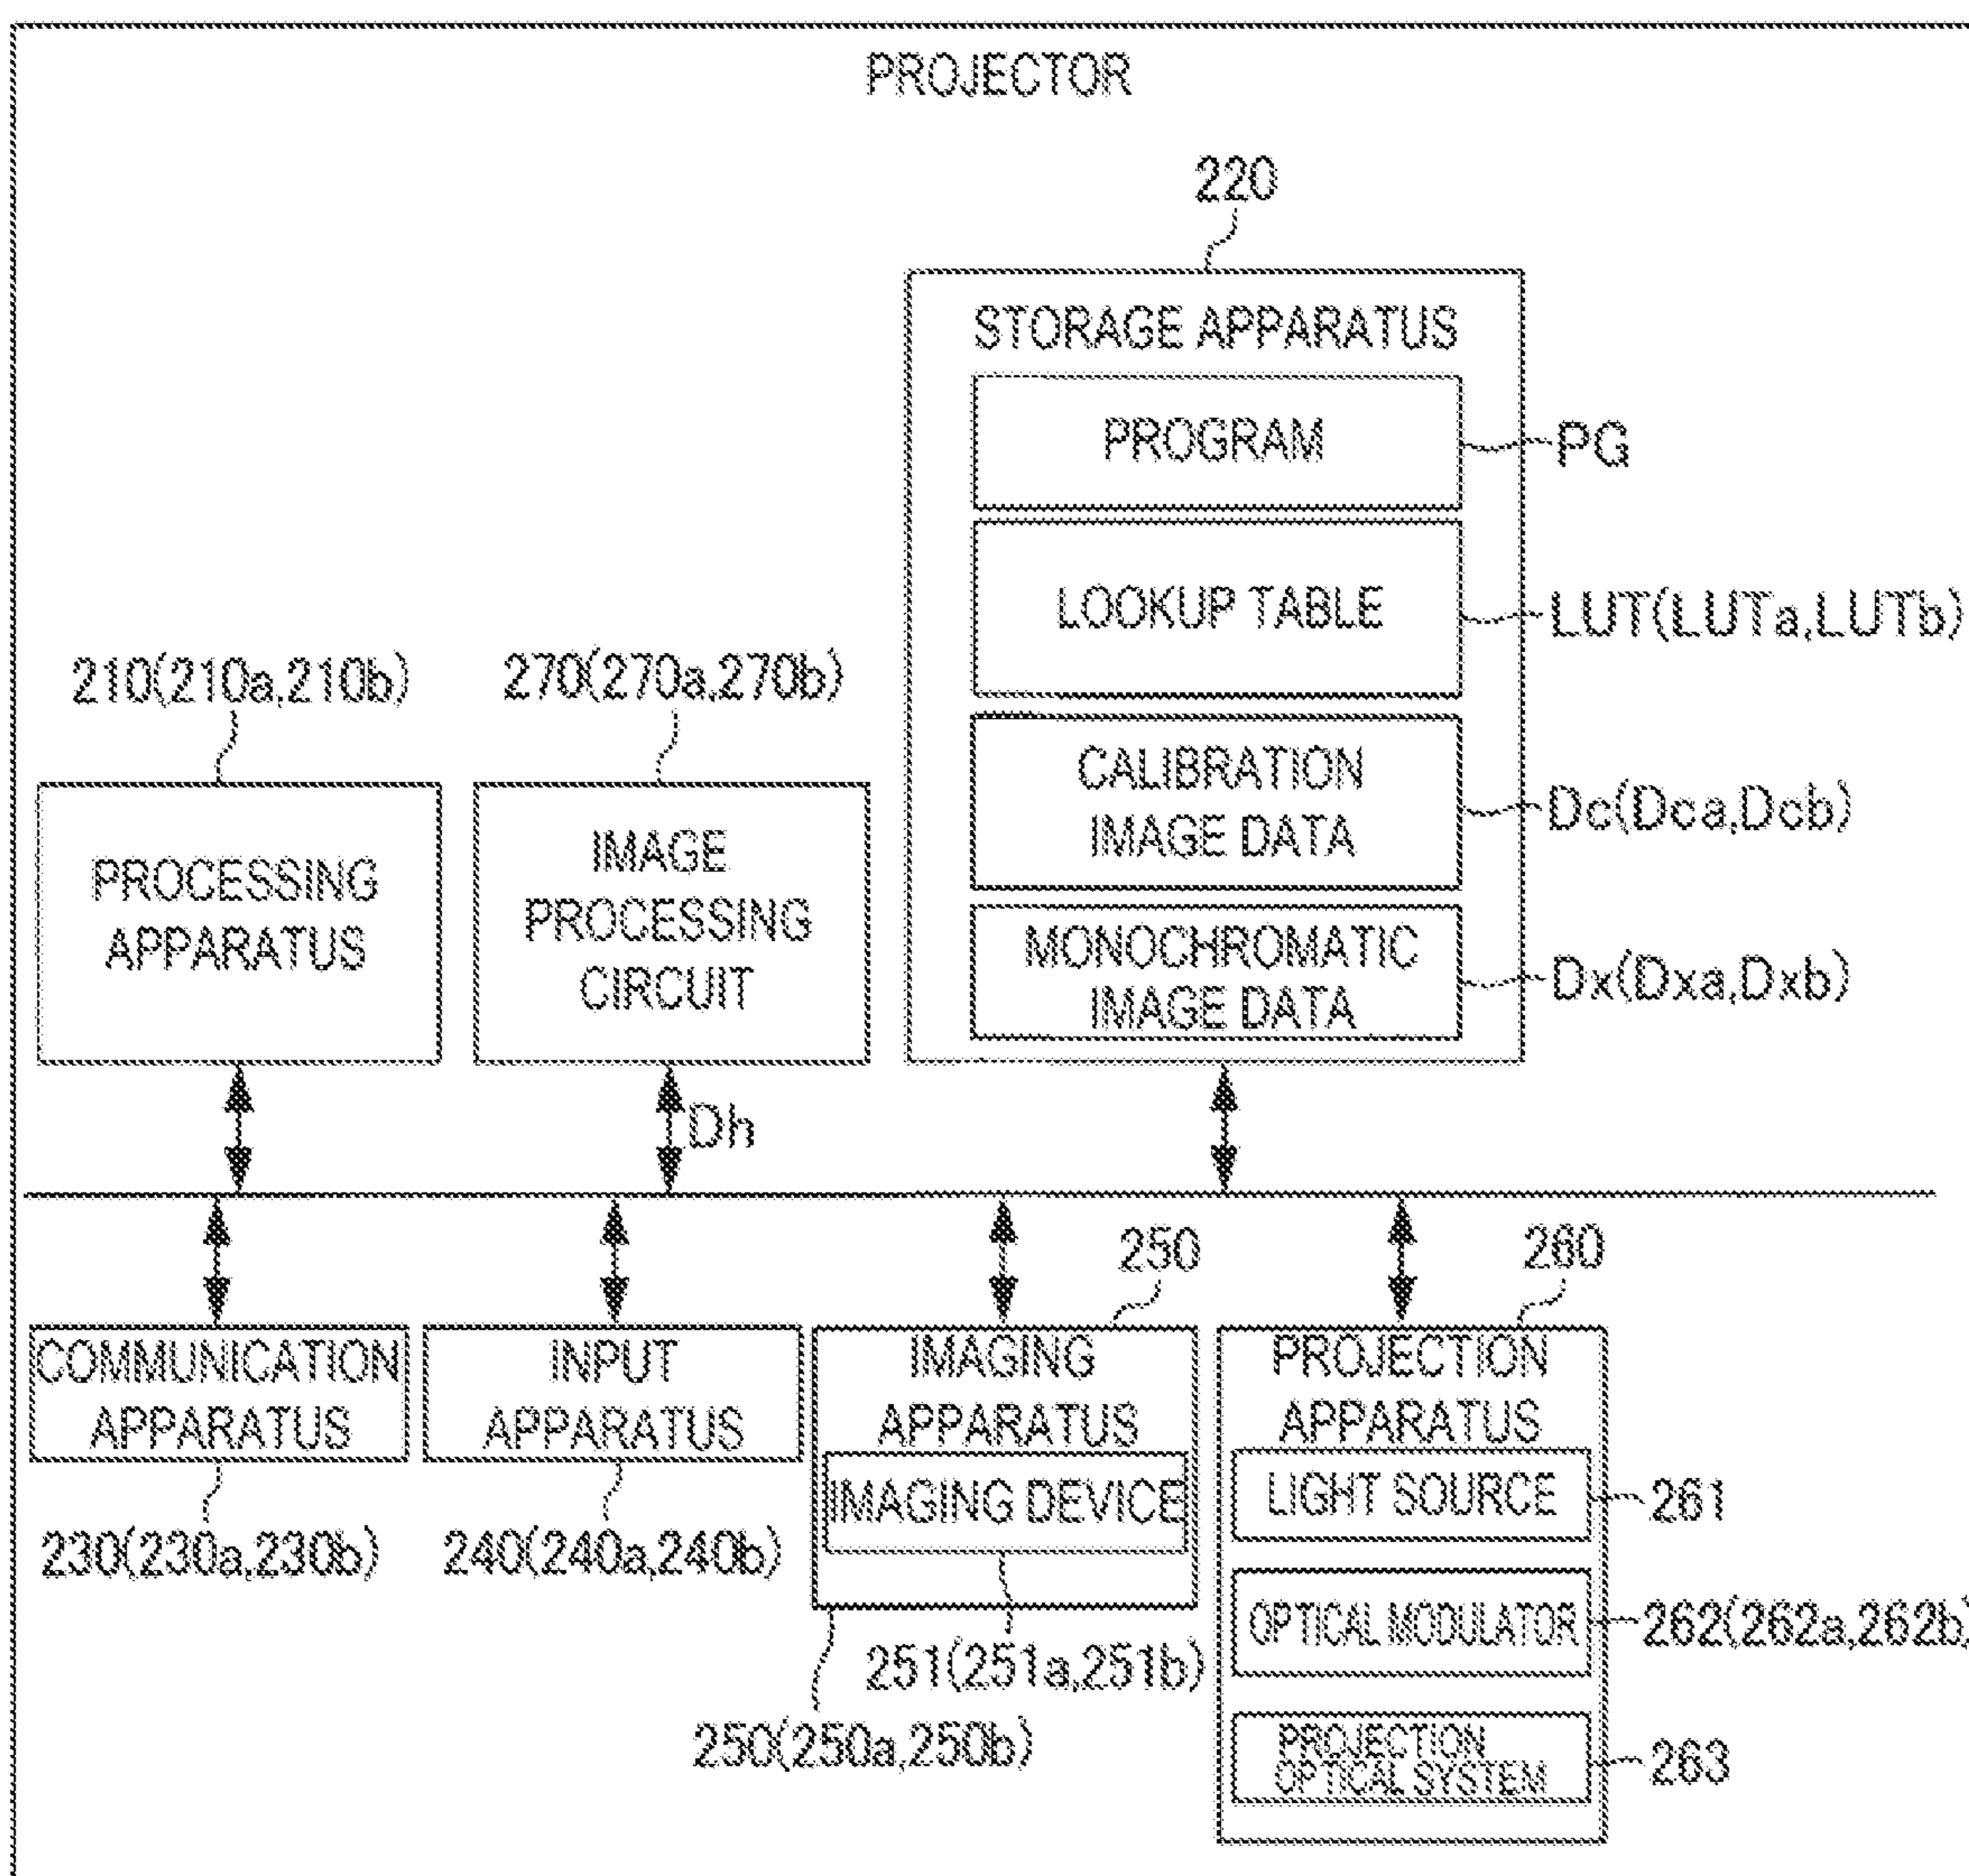 PROJECTOR
220
STORAGE APPARATUS
PROGRAM
PG
LOOKUP TABLE
LUT(LUTa,LUTb)
210(210a,210b)
270(270a,270b)
CALIBRATION
IMAGE DATA
Dc(Dca,Dcb)
PROCESSING
APPARATUS
IMAGE
PROCESSING
CIRCUIT
MONOCHROMATIC
IMAGE DATA
Dx(Dxa,Dxb)
Dh
250
260
COMMUNICATION
APPARATUS
INPUT
APPARATUS
IMAGING
APPARATUS
IMAGING DEVICE
PROJECTION
APPARATUS
LIGHT SOURCE
261
230(230a,230b)
240(240a,240b)
OPTICAL MODULATOR
262(262a,262b)
251(251a,251b)
250(250a,250b)
PROJECTION
OPTICAL SYSTEM
263